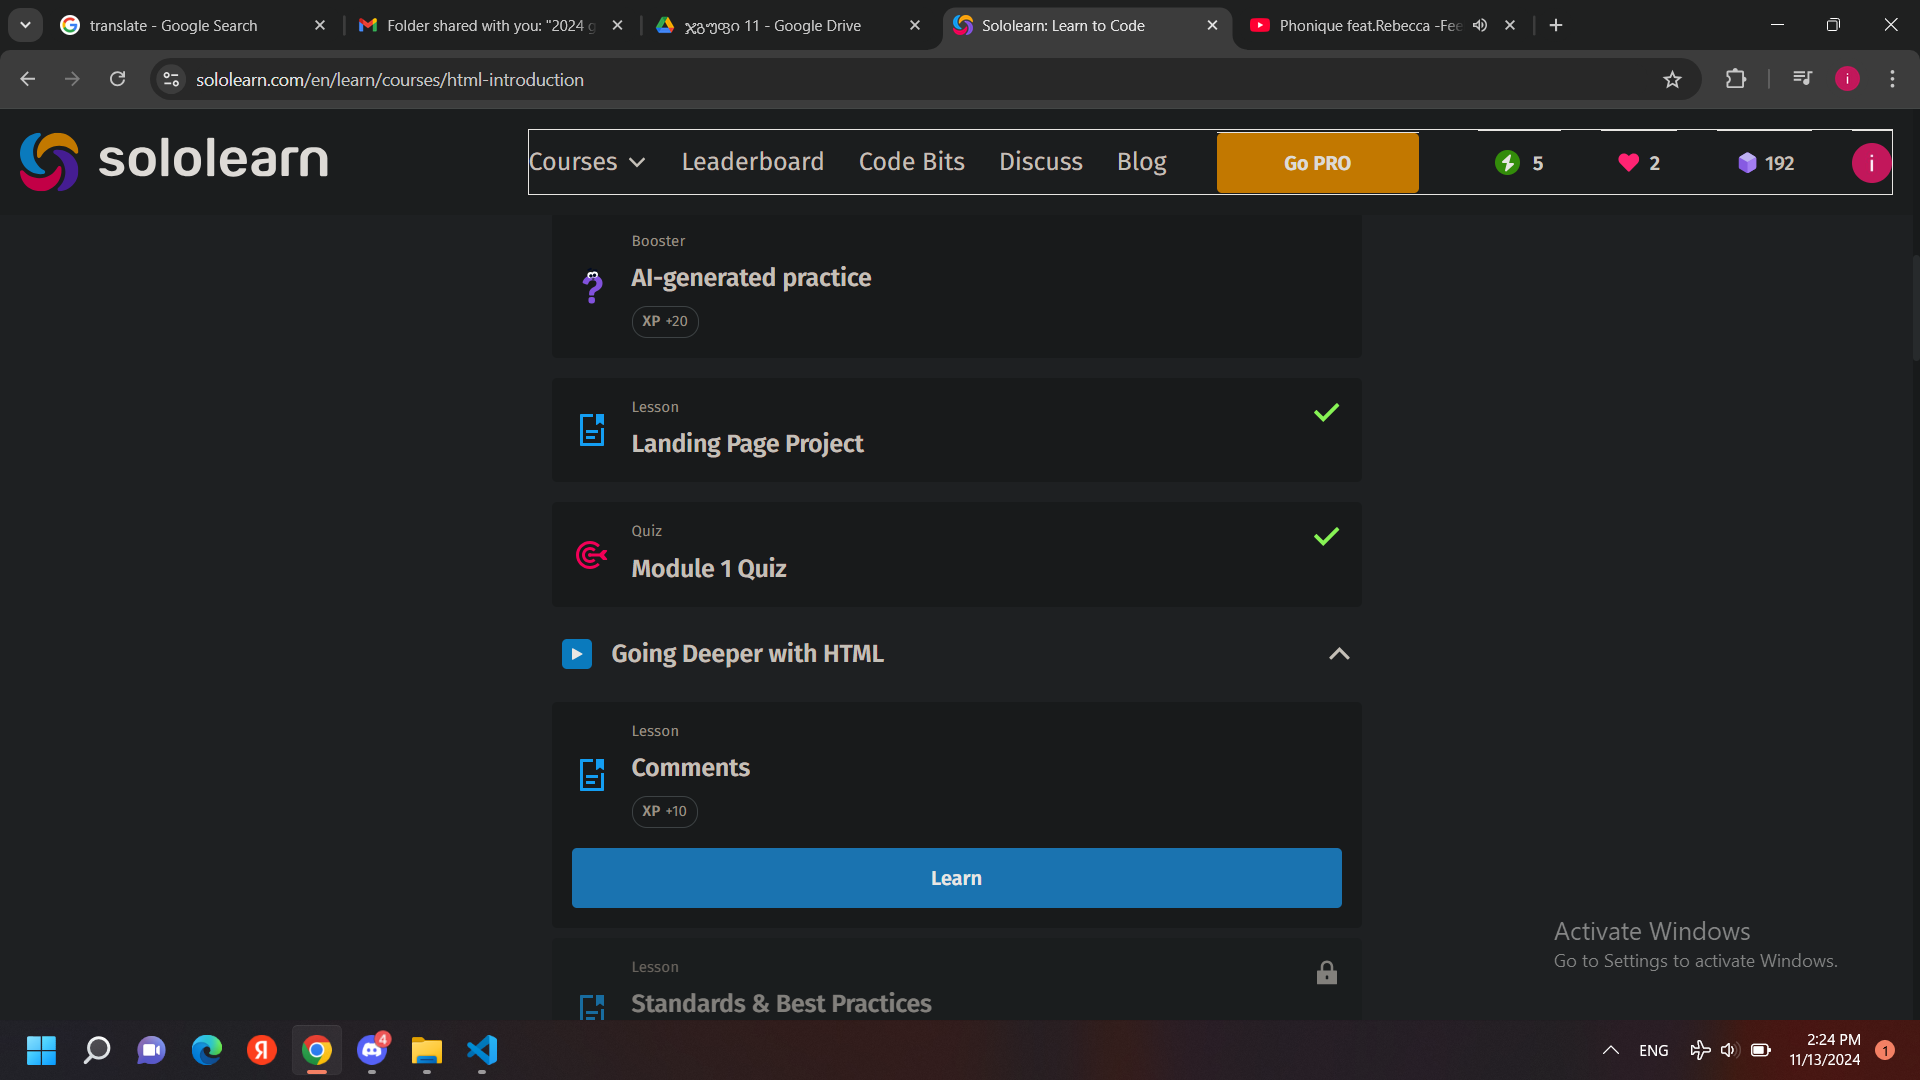 translate - Google Search
Folder shared with you: "2024 g
ჯგუფი 11 - Google Drive
Sololearn: Learn to Code
Phonique feat.Rebecca -Fee
sololearn.com/en/learn/courses/html-introduction
i
sololearn
Courses
Leaderboard
Code Bits
Discuss
Blog
Go PRO
5
2
192
i
Booster
AI-generated practice
XP +20
Lesson
Landing Page Project
Quiz
Module 1 Quiz
Going Deeper with HTML
Lesson
Comments
XP +10
Learn
Activate Windows
Go to Settings to activate Windows.
Lesson
Standards & Best Practices
Я
4
ENG
2:24 PM
11/13/2024
1